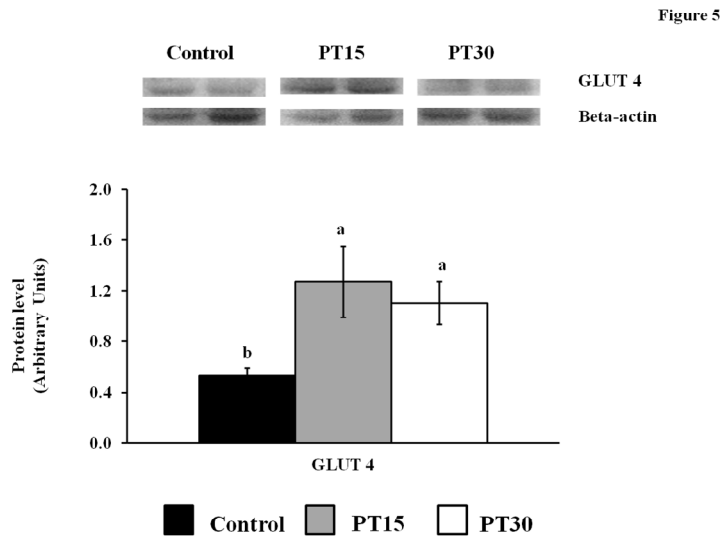 Figure 5
Control PT15 PT30
GLUT 4
Beta-actin
2.0
1.6
1.2
0.8
0.4
0.0
Protein level
(Arbitrary Units)
b
a
a
GLUT 4
Control PT15 PT30